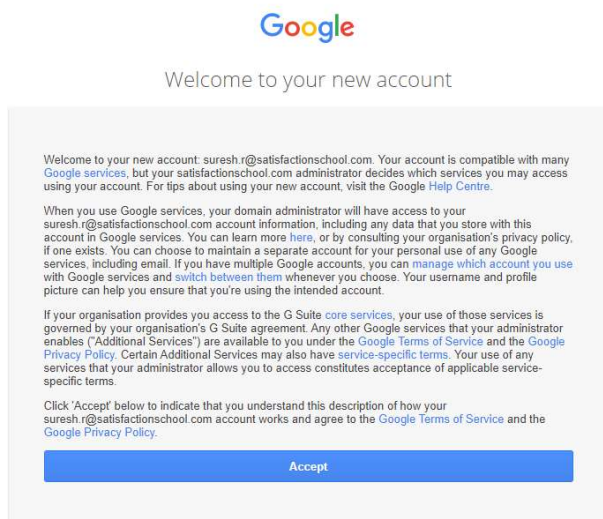 Google
Welcome to your new account
Welcome to your new account: suresh.r@satisfactionschool.com. Your account is compatible with many
Google services, but your satisfactionschool.com administrator decides which services you may access
using your account. For tips about using your new account, visit the Google Help Centre.
When you use Google services, your domain administrator will have access to your
suresh.r@satisfactionschool.com account information, including any data that you store with this
account in Google services. You can learn more here, or by consulting your organisation's privacy policy,
if one exists. You can choose to maintain a separate account for your personal use of any Google
services, including email. If you have multiple Google accounts, you can manage which account you use
with Google services and switch between them whenever you choose. Your username and profile
picture can help you ensure that you're using the intended account.
If your organisation provides you access to the G Suite core services, your use of those services is
governed by your organisation's G Suite agreement. Any other Google services that your administrator
enables ("Additional Services") are available to you under the Google Terms of Service and the Google
Privacy Policy. Certain Additional Services may also have service-specific terms. Your use of any
services that your administrator allows you to access constitutes acceptance of applicable service-
specific terms.
Click 'Accept' below to indicate that you understand this description of how your
suresh.r@satisfactionschool.com account works and agree to the Google Terms of Service and the
Google Privacy Policy.
Accept